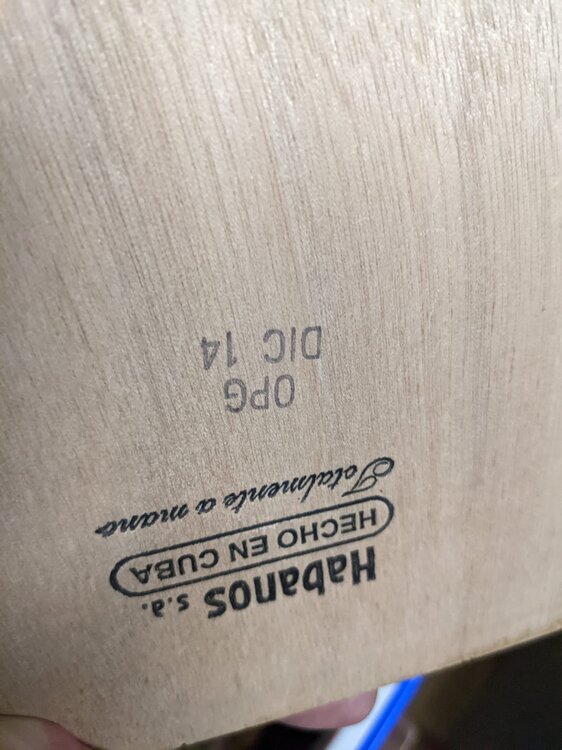 Habanos s.a.
HECHO EN CUBA
Totalmente a mano
OPG
DIC 14